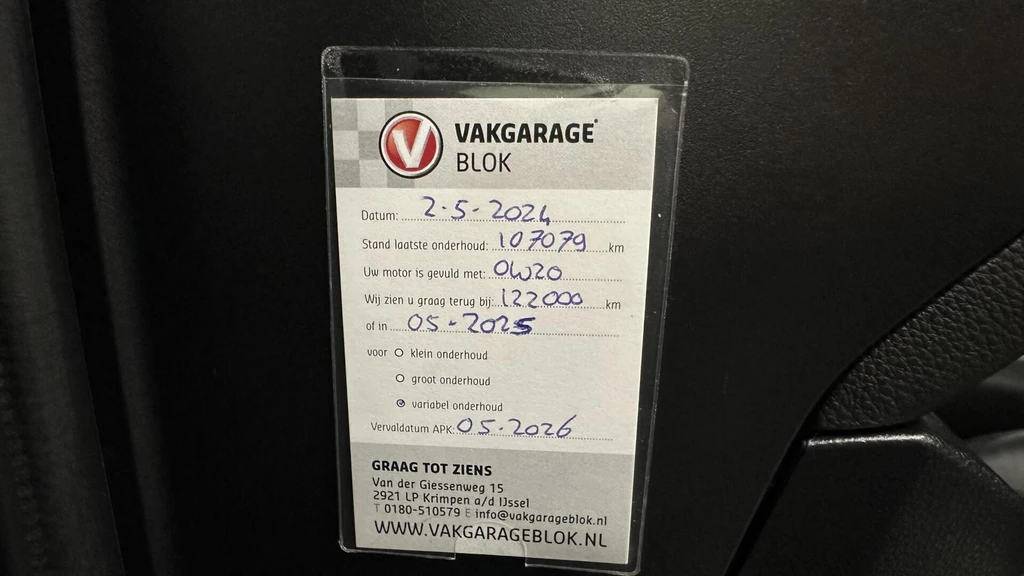 V VAKGARAGE®
BLOK
Datum: 2-5-2024
Stand laatste onderhoud: 107079 km
Uw motor is gevuld met: 0W20
Wij zien u graag terug bij: 122000 km
of in 05-2025
voor klein onderhoud
groot onderhoud
variabel onderhoud
Vervaldatum APK: 05-2026
GRAAG TOT ZIENS
Van der Giessenweg 15
2921 LP Krimpen a/d IJssel
T 0180-510579 E info@vakgarageblok.nl
WWW.VAKGARAGEBLOK.NL